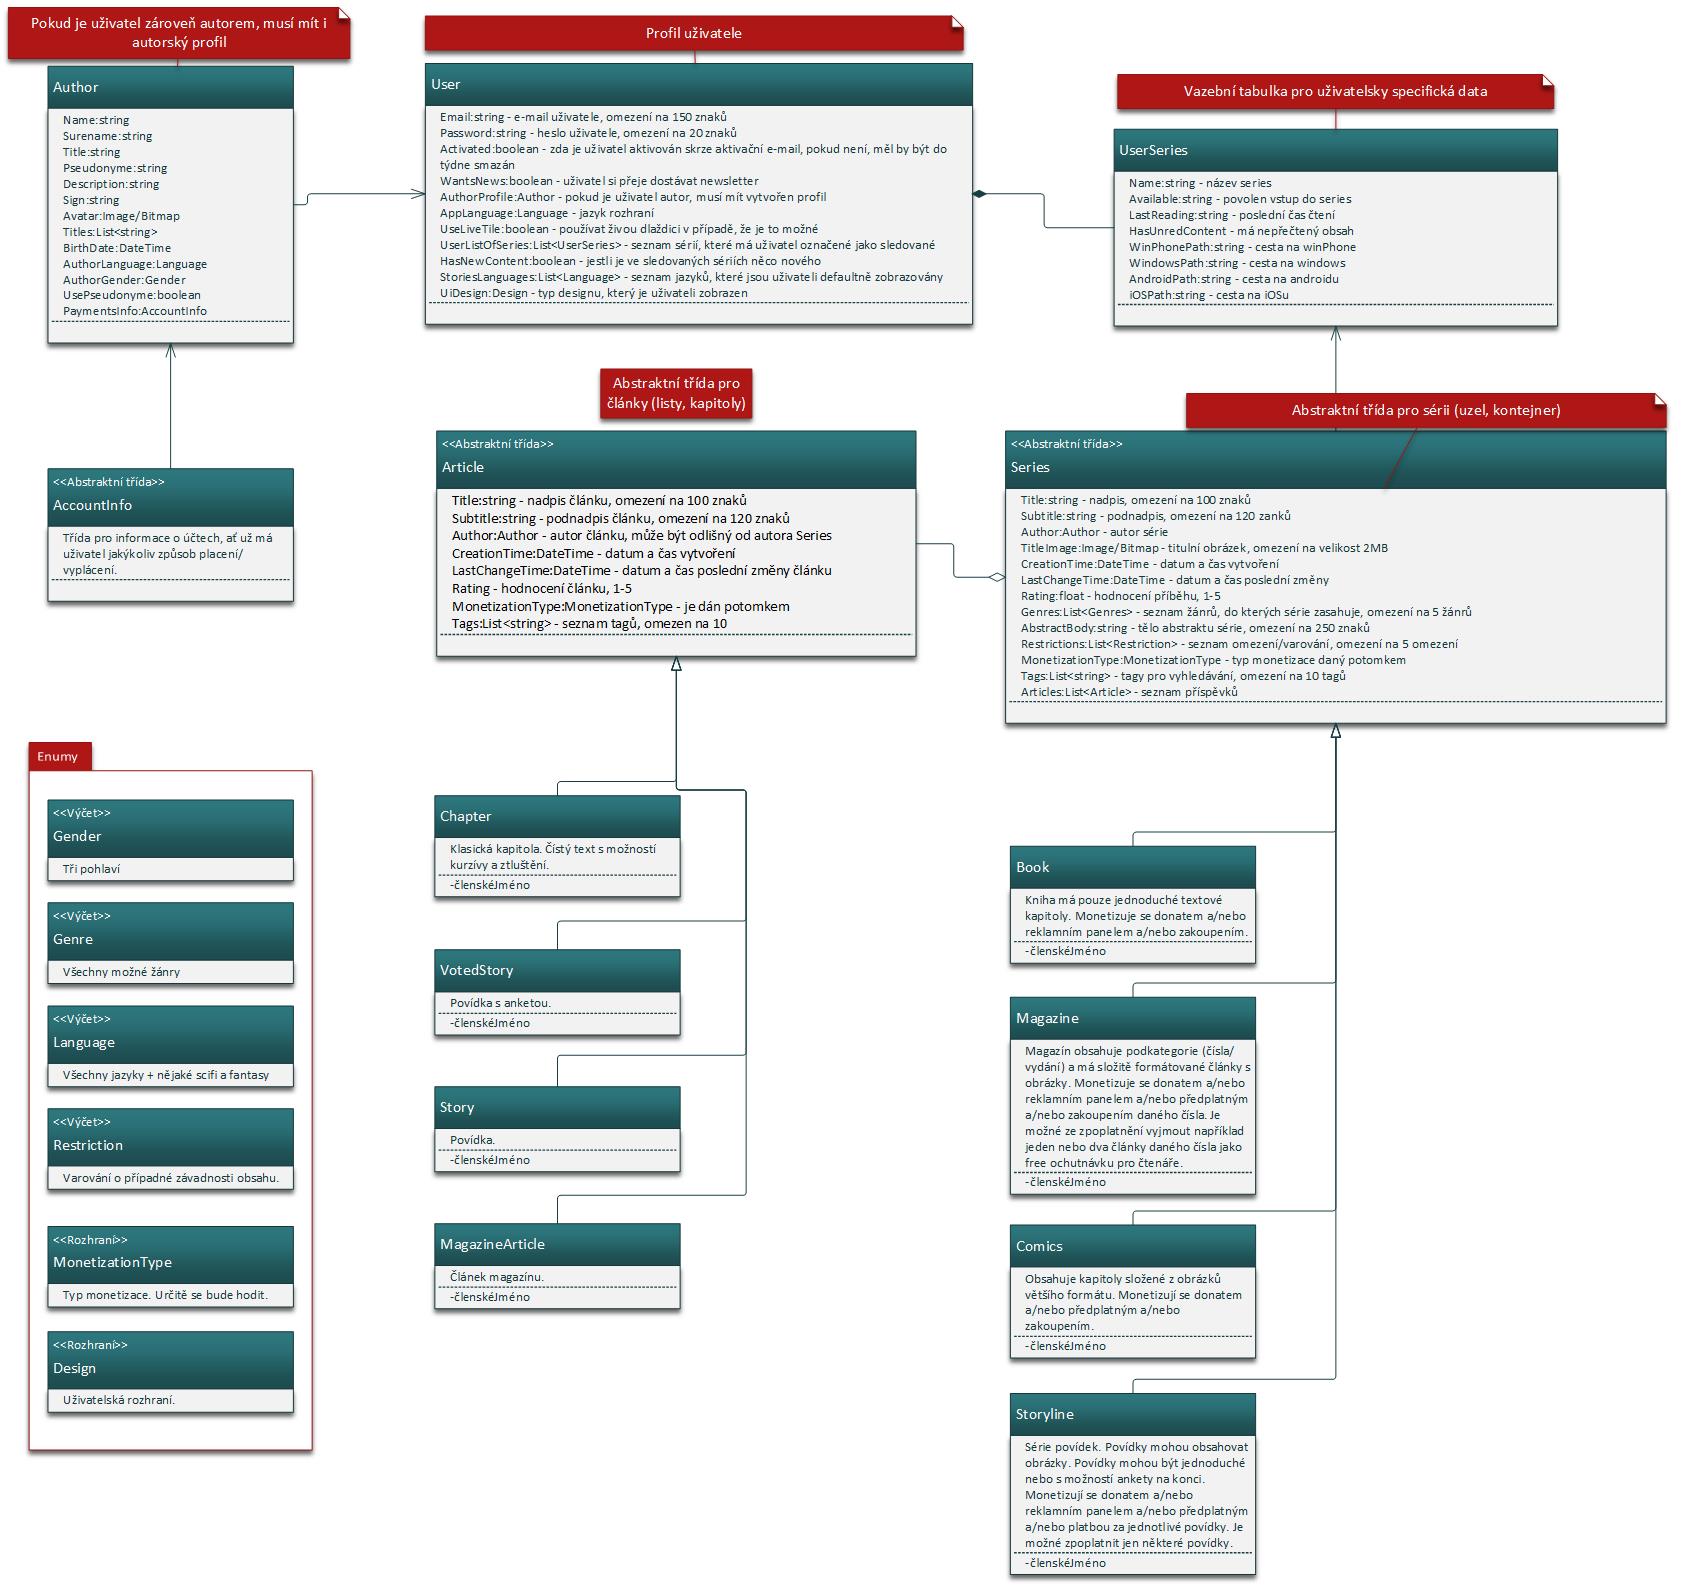 Pokud je uživatel zároveň autorem, musí mít i
autorský profil
Author
Name:string
Surename:string
Title:string
Pseudonyme:string
Description:string
Sign:string
Avatar:Image/Bitmap
Titles:List<string>
BirthDate:DateTime
AuthorLanguage:Language
AuthorGender:Gender
UsePseudonyme:boolean
PaymentsInfo:AccountInfo
Profil uživatele
User
Email:string - e-mail uživatele, omezení na 150 znaků
Password:string - heslo uživatele, omezení na 20 znaků
Activated:boolean - zda je uživatel aktivován skrze aktivační e-mail, pokud není, měl by být do
týdne smazán
WantsNews:boolean - uživatel si přeje dostávat newsletter
AuthorProfile:Author - pokud je uživatel autor, musí mít vytvořen profil
AppLanguage:Language - jazyk rozhraní
UseLiveTile:boolean - používat živou dlaždici v případě, že je to možné
UserListOfSeries:List<UserSeries> - seznam sérií, které má uživatel označené jako sledované
HasNewContent:boolean - jestli je ve sledovaných sériích něco nového
StoriesLanguages:List<Language> - seznam jazyků, které jsou uživateli defaultně zobrazovány
UiDesign:Design - typ designu, který je uživateli zobrazen
Vazební tabulka pro uživatelsky specifická data
UserSeries
Name:string - název series
Available:string - povolen vstup do series
LastReading:string - poslední čas čtení
HasUnredContent - má nepřečtený obsah
WinPhonePath:string - cesta na winPhone
WindowsPath:string - cesta na windows
AndroidPath:string - cesta na androidu
iOSPath:string - cesta na iOSu
<<Abstraktní třída>>
AccountInfo
Třída pro informace o účtech, ať už má
uživatel jakýkoliv způsob placení/
vyplácení.
Abstraktní třída pro
články (listy, kapitoly)
<<Abstraktní třída>>
Article
Title:string - nadpis článku, omezení na 100 znaků
Subtitle:string - podnadpis článku, omezení na 120 znaků
Author:Author - autor článku, může být odlišný od autora Series
CreationTime:DateTime - datum a čas vytvoření
LastChangeTime:DateTime - datum a čas poslední změny článku
Rating - hodnocení článku, 1-5
MonetizationType:MonetizationType - je dán potomkem
Tags:List<string> - seznam tagů, omezen na 10
Abstraktní třída pro sérii (uzel, kontejner)
<<Abstraktní třída>>
Series
Title:string - nadpis, omezení na 100 znaků
Subtitle:string - podnadpis, omezení na 120 zanků
Author:Author - autor série
TitleImage:Image/Bitmap - titulní obrázek, omezení na velikost 2MB
CreationTime:DateTime - datum a čas vytvoření
LastChangeTime:DateTime - datum a čas poslední změny
Rating:float - hodnocení příběhu, 1-5
Genres:List<Genres> - seznam žánrů, do kterých série zasahuje, omezení na 5 žánrů
AbstractBody:string - tělo abstraktu série, omezení na 250 znaků
Restrictions:List<Restriction> - seznam omezení/varování, omezení na 5 omezení
MonetizationType:MonetizationType - typ monetizace daný potomkem
Tags:List<string> - tagy pro vyhledávání, omezení na 10 tagů
Articles:List<Article> - seznam příspěvků
Enumy
<<Výčet>>
Gender
Tři pohlaví
<<Výčet>>
Genre
Všechny možné žánry
<<Výčet>>
Language
Všechny jazyky + nějaké scifi a fantasy
<<Výčet>>
Restriction
Varování o případné závadnosti obsahu.
<<Rozhraní>>
MonetizationType
Typ monetizace. Určitě se bude hodit.
<<Rozhraní>>
Design
Uživatelská rozhraní.
Chapter
Klasická kapitola. Čístý text s možností
kurzívy a ztluštění.
-členskéJméno
VotedStory
Povídka s anketou.
-členskéJméno
Story
Povídka.
-členskéJméno
MagazineArticle
Článek magazínu.
-členskéJméno
Book
Kniha má pouze jednoduché textové
kapitoly. Monetizuje se donatem a/nebo
reklamním panelem a/nebo zakoupením.
-členskéJméno
Magazine
Magazín obsahuje podkategorie (čísla/
vydání) a má složitě formátované články s
obrázky. Monetizuje se donatem a/nebo
reklamním panelem a/nebo předplatným
a/nebo zakoupením daného čísla. Je
možné ze zpoplatnění vyjmout například
jeden nebo dva články daného čísla jako
free ochutnávku pro čtenáře.
-členskéJméno
Comics
Obsahuje kapitoly složené z obrázků
většího formátu. Monetizují se donatem
a/nebo předplatným a/nebo
zakoupením.
-členskéJméno
Storyline
Série povídek. Povídky mohou obsahovat
obrázky. Povídky mohou být jednoduché
nebo s možností ankety na konci.
Monetizují se donatem a/nebo
reklamním panelem a/nebo předplatným
a/nebo platbou za jednotlivé povídky. Je
možné zpoplatnit jen některé povídky.
-členskéJméno